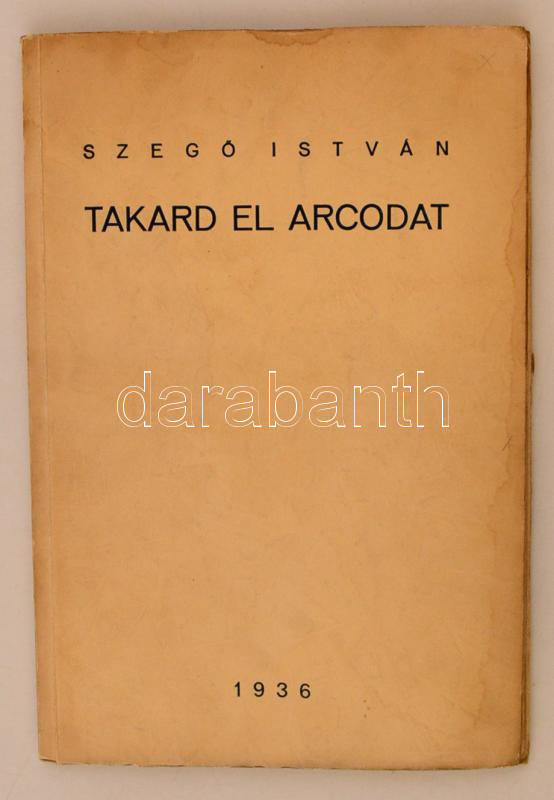 SZEGŐ ISTVÁN
TAKARD EL ARCODAT
darabanth
1936